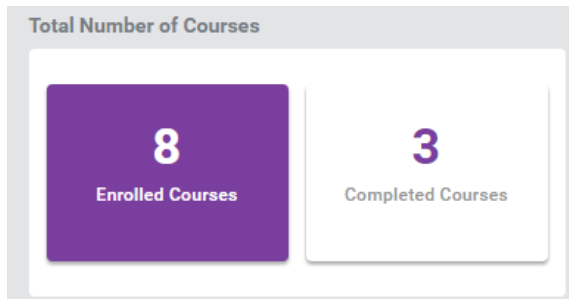 Total Number of Courses
8
Enrolled Courses
3
Completed Courses